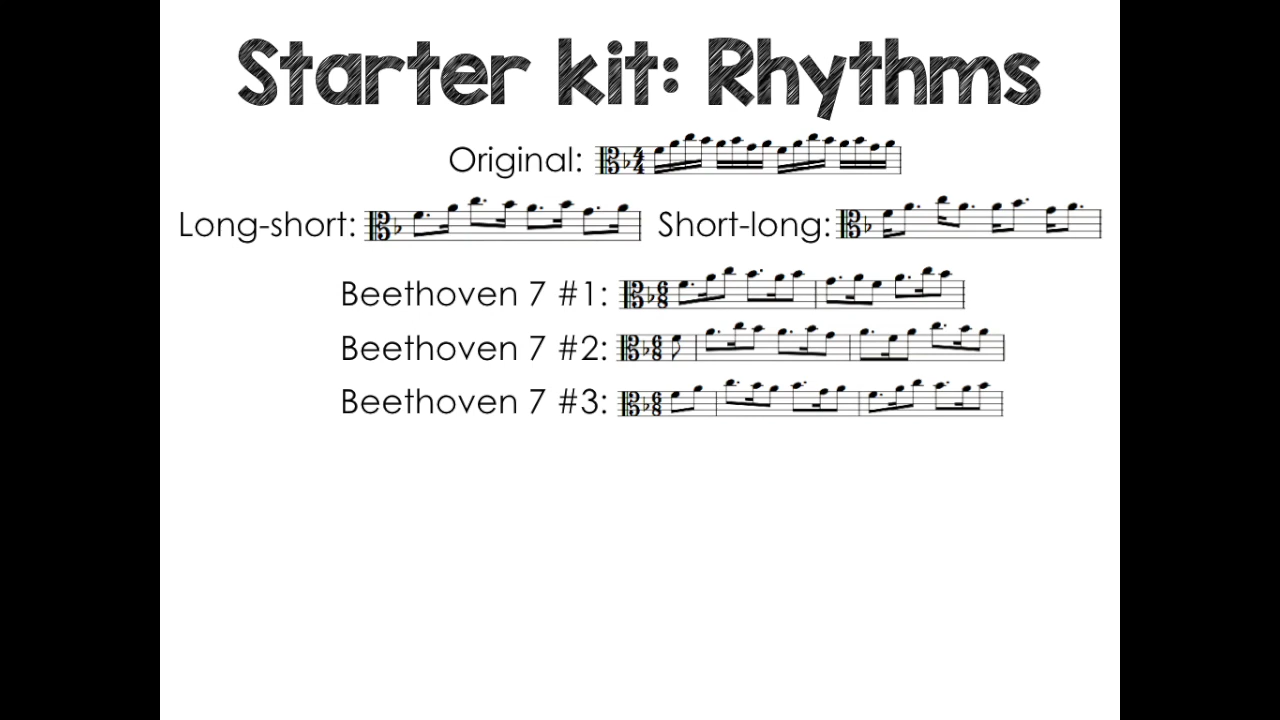 Starter kit: Rhythms
Original:
Long-short: Short-long:
Beethoven 7 #1:
Beethoven 7 #2:
Beethoven 7 #3: